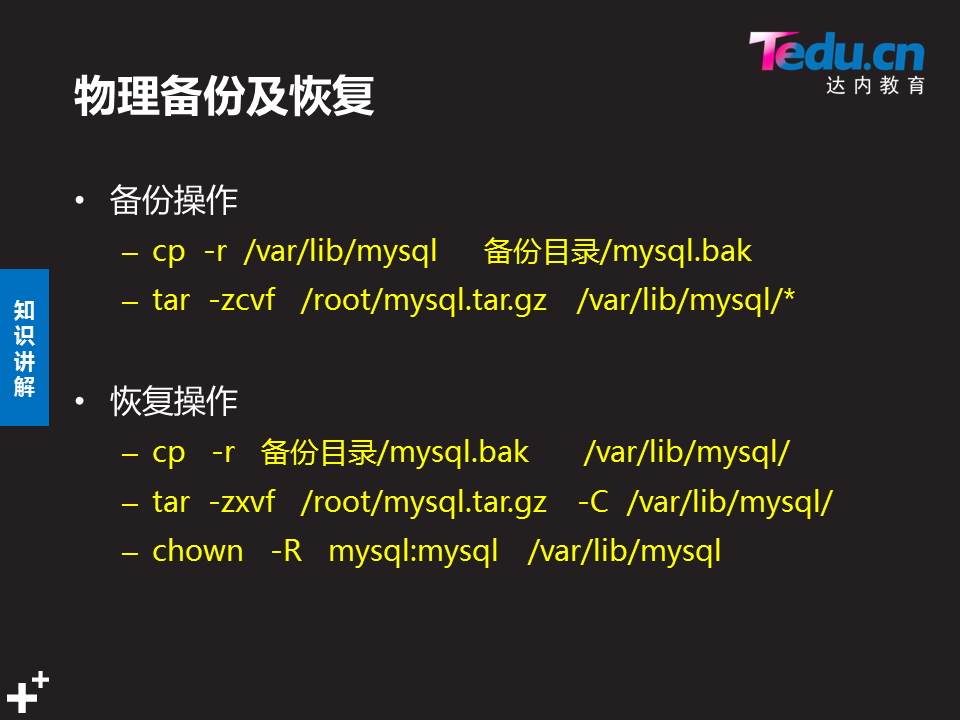 Tedu.cn
达内教育
物理备份及恢复
• 备份操作
– cp -r /var/lib/mysql 备份目录/mysql.bak
– tar -zcvf /root/mysql.tar.gz /var/lib/mysql/*
知识讲解
• 恢复操作
– cp -r 备份目录/mysql.bak /var/lib/mysql/
– tar -zxvf /root/mysql.tar.gz -C /var/lib/mysql/
– chown -R mysql:mysql /var/lib/mysql